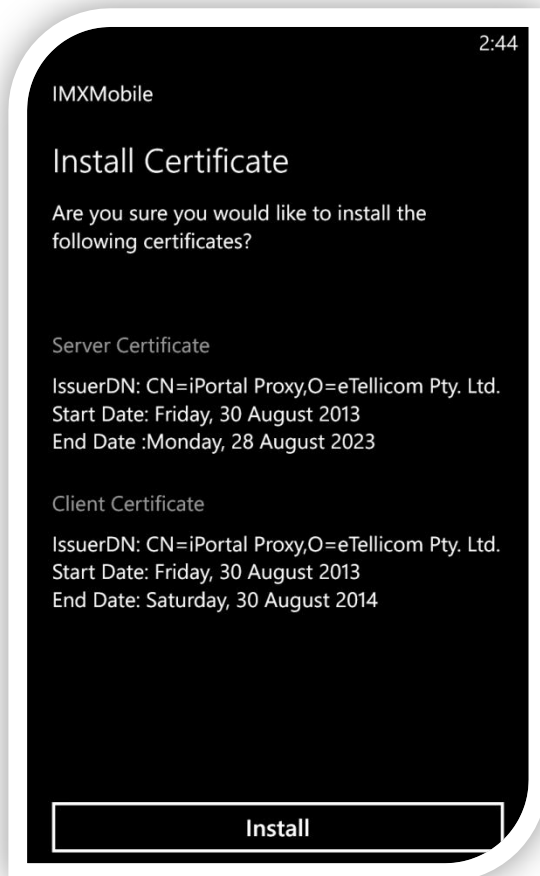 2:44
IMXMobile
Install Certificate
Are you sure you would like to install the
following certificates?
Server Certificate
IssuerDN: CN=iPortal Proxy,O=eTellicom Pty. Ltd.
Start Date: Friday, 30 August 2013
End Date :Monday, 28 August 2023
Client Certificate
IssuerDN: CN=iPortal Proxy,O=eTellicom Pty. Ltd.
Start Date: Friday, 30 August 2013
End Date: Saturday, 30 August 2014
Install